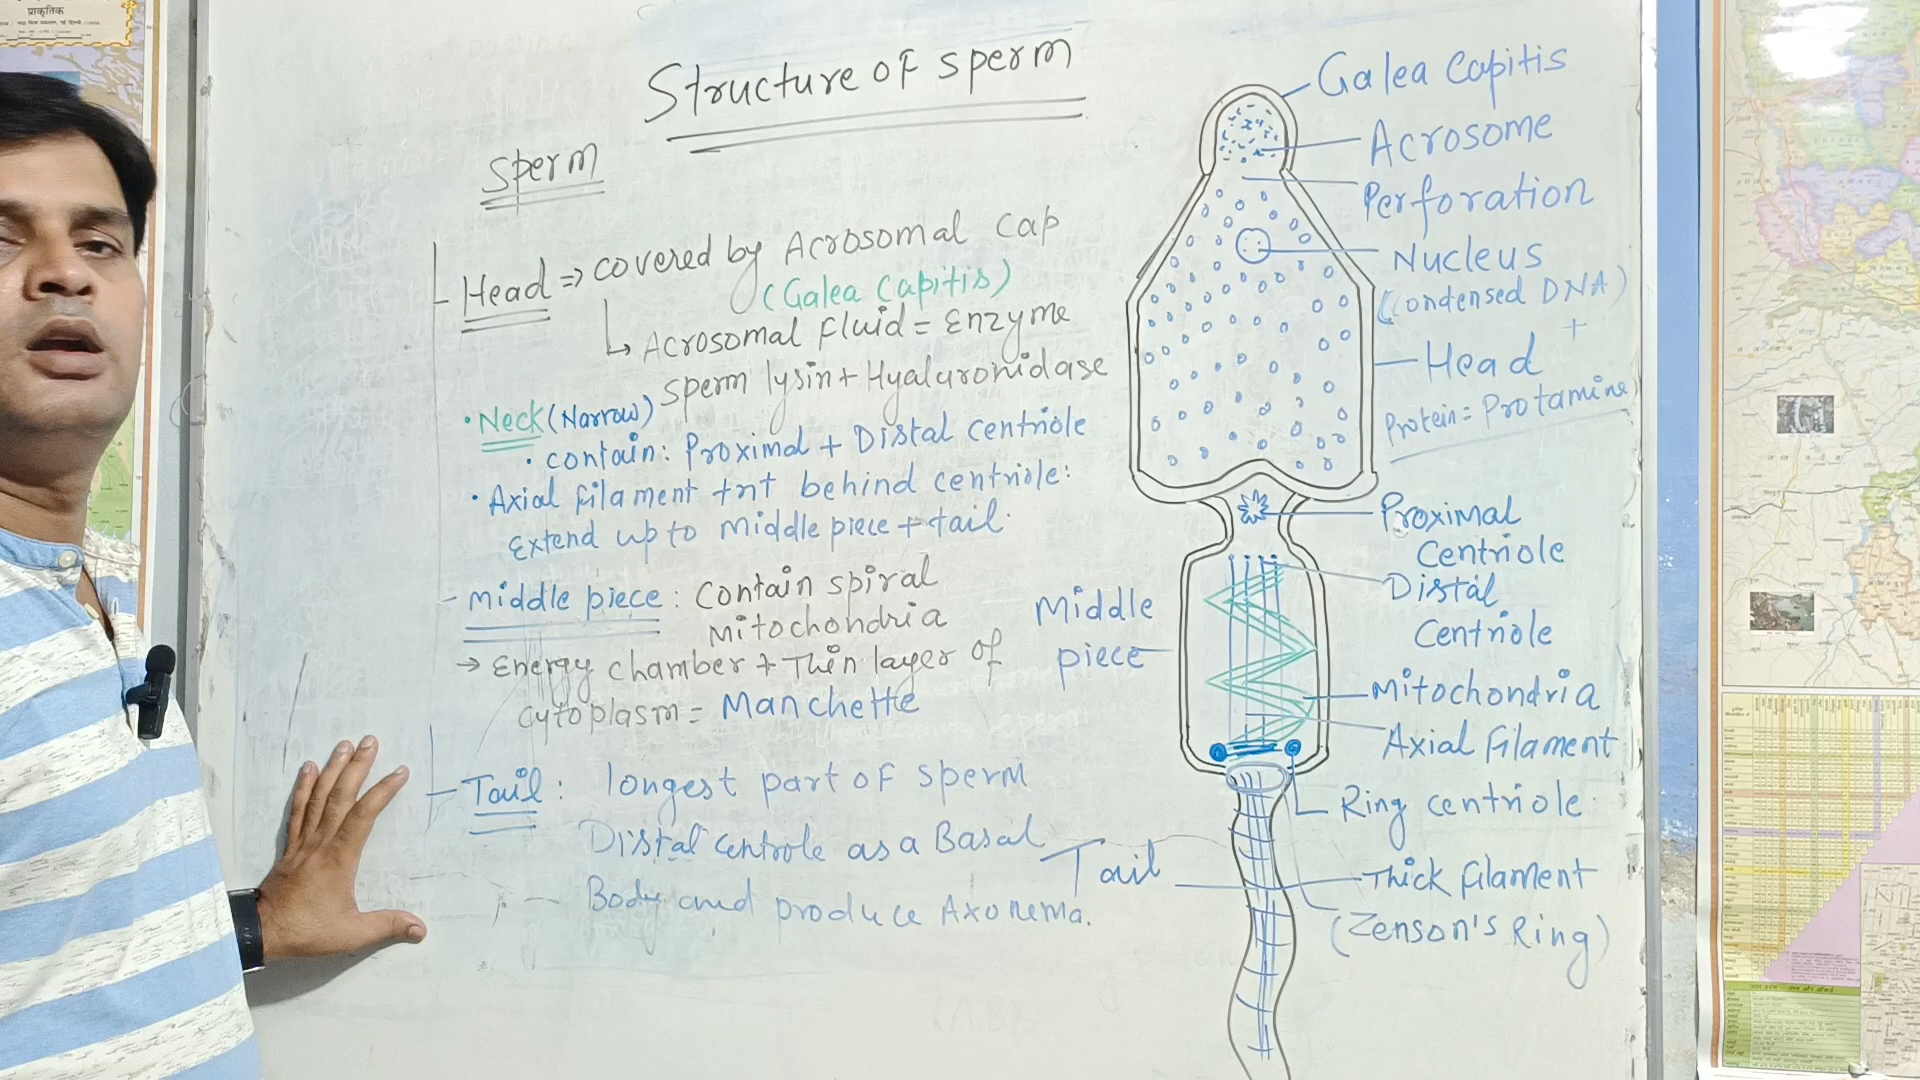 प्राकृतिक
Structure of sperm
Sperm
Head => covered by Acrosomal cap
(Galea Capitis)
↳ Acrosomal Fluid = Enzyme
sperm lysin + Hyaluronidase
• Neck (Narrow)
• contain: Proximal + Distal centriole
• Axial filament tnt behind centriole:
Extend up to middle piece + tail.
- Middle piece: Contain spiral
mitochondria
→ Energy chamber + Thin layer of
cytoplasm = Manchette
- Tail: longest part of sperm
Distal centrole as a Basal
Body and produce Axonema.
Galea Capitis
Acrosome
Perforation
Nucleus
(Condensed DNA)
+
Head
Protein = Protamine
Proximal
Centriole
Distal
Centriole
Middle
piece
Mitochondria
Axial filament
Ring centriole
Tail
Thick filament
(Zenson's Ring)